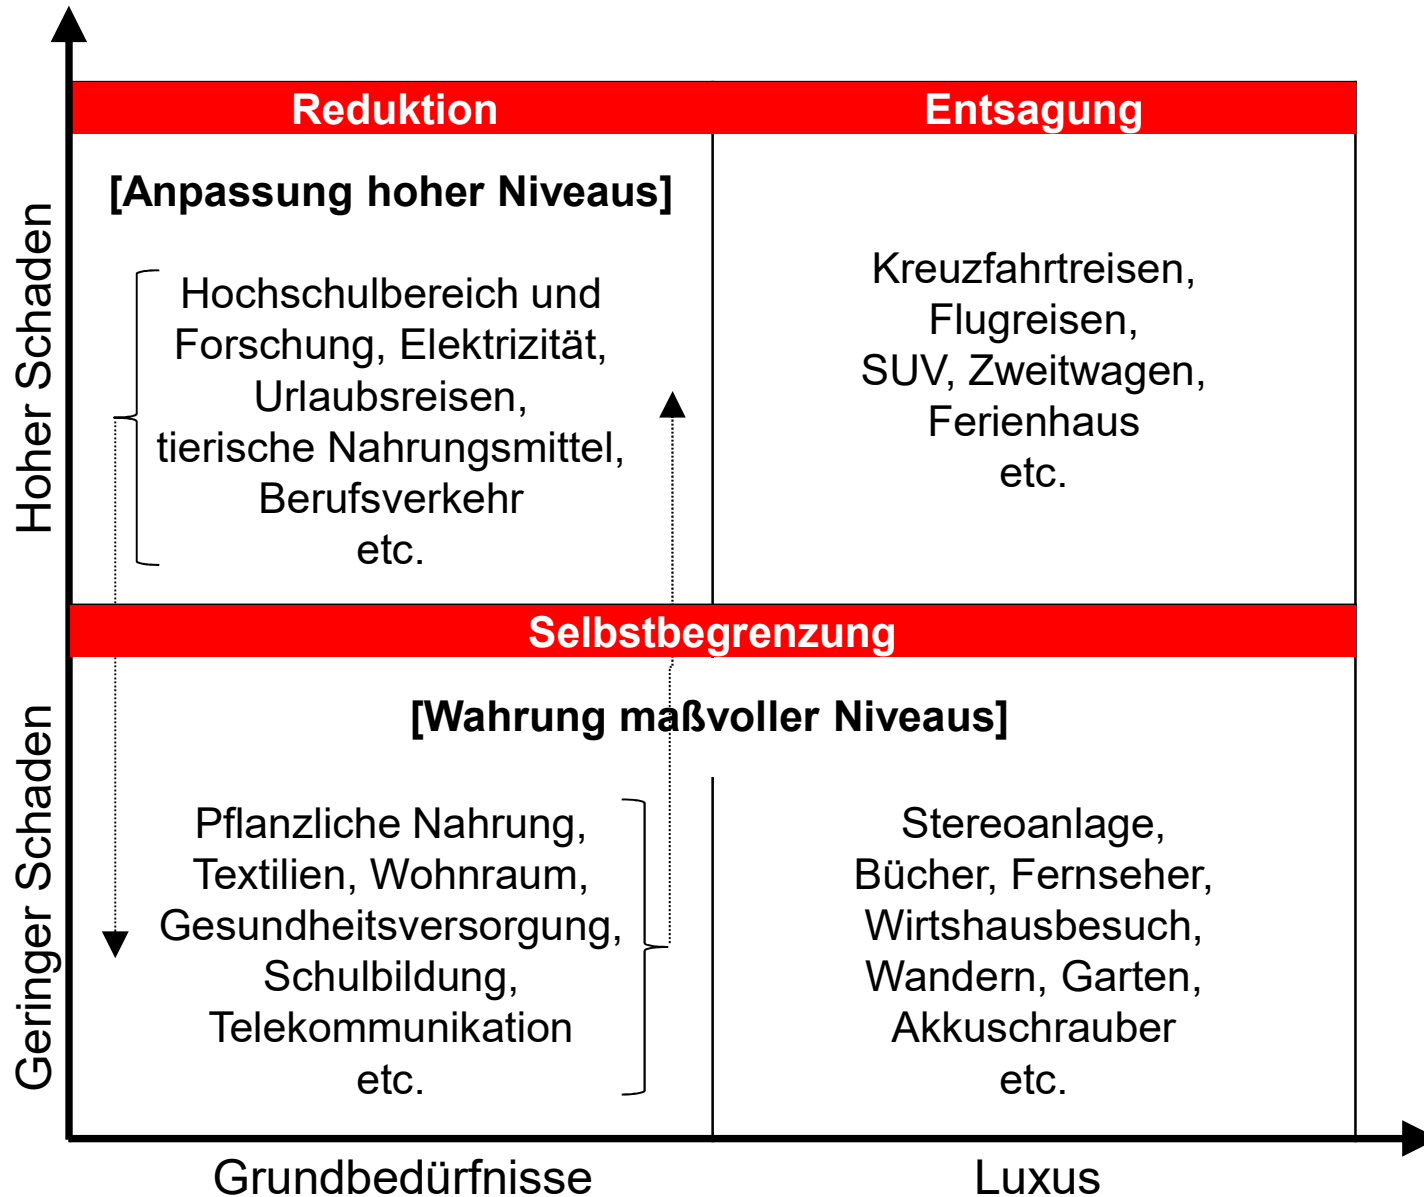 Reduktion
Entsagung
[Anpassung hoher Niveaus]
Hochschulbereich und
Forschung, Elektrizität,
Urlaubsreisen,
tierische Nahrungsmittel,
Berufsverkehr
etc.
Kreuzfahrtreisen,
Flugreisen,
SUV, Zweitwagen,
Ferienhaus
etc.
Hoher Schaden
Selbstbegrenzung
[Wahrung maßvoller Niveaus]
Pflanzliche Nahrung,
Textilien, Wohnraum,
Gesundheitsversorgung,
Schulbildung,
Telekommunikation
etc.
Stereoanlage,
Bücher, Fernseher,
Wirtshausbesuch,
Wandern, Garten,
Akkuschrauber
etc.
Geringer Schaden
Grundbedürfnisse
Luxus